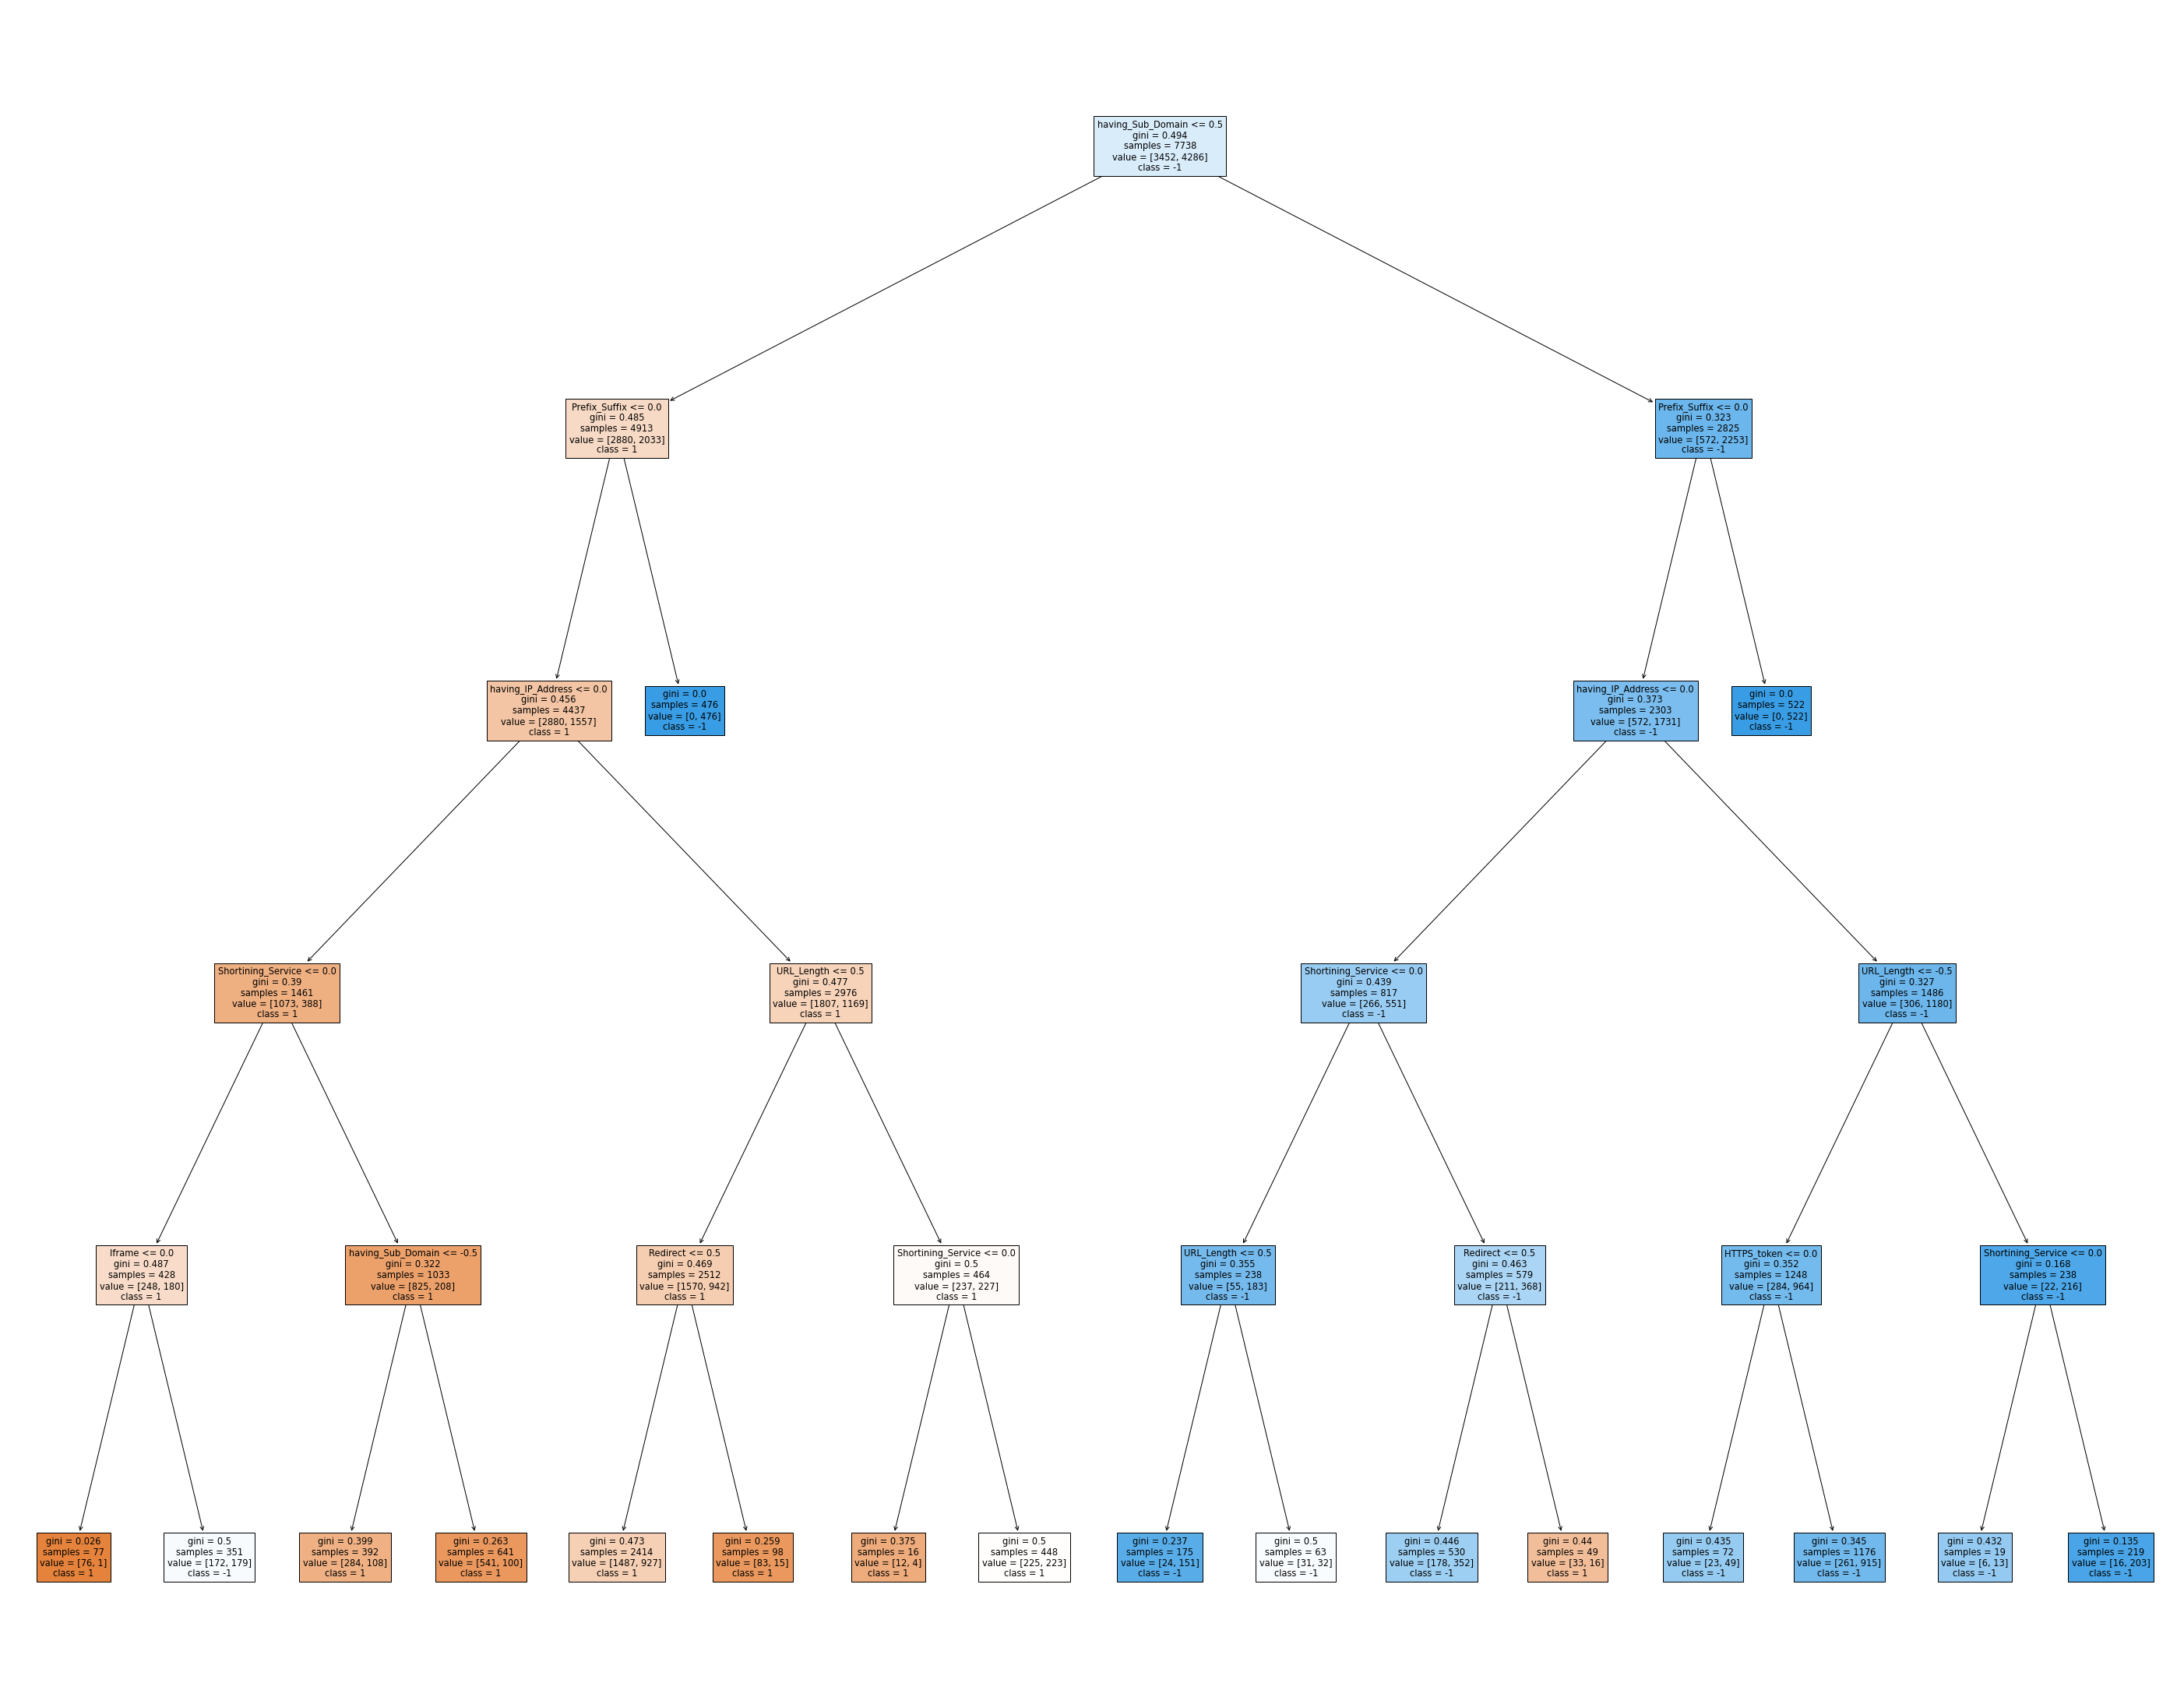 having_Sub_Domain <= 0.5
gini = 0.494
samples = 7738
value = [3452, 4286]
class = -1
Prefix_Suffix <= 0.0
gini = 0.485
samples = 4913
value = [2880, 2033]
class = 1
Prefix_Suffix <= 0.0
gini = 0.323
samples = 2825
value = [572, 2253]
class = -1
having_IP_Address <= 0.0
gini = 0.456
samples = 4437
value = [2880, 1557]
class = 1
gini = 0.0
samples = 476
value = [0, 476]
class = -1
having_IP_Address <= 0.0
gini = 0.373
samples = 2303
value = [572, 1731]
class = -1
gini = 0.0
samples = 522
value = [0, 522]
class = -1
Shortining_Service <= 0.0
gini = 0.39
samples = 1461
value = [1073, 388]
class = 1
URL_Length <= 0.5
gini = 0.477
samples = 2976
value = [1807, 1169]
class = 1
Shortining_Service <= 0.0
gini = 0.439
samples = 817
value = [266, 551]
class = -1
URL_Length <= -0.5
gini = 0.327
samples = 1486
value = [306, 1180]
class = -1
Iframe <= 0.0
gini = 0.487
samples = 428
value = [248, 180]
class = 1
having_Sub_Domain <= -0.5
gini = 0.322
samples = 1033
value = [825, 208]
class = 1
Redirect <= 0.5
gini = 0.469
samples = 2512
value = [1570, 942]
class = 1
Shortining_Service <= 0.0
gini = 0.5
samples = 464
value = [237, 227]
class = 1
URL_Length <= 0.5
gini = 0.355
samples = 238
value = [55, 183]
class = -1
Redirect <= 0.5
gini = 0.463
samples = 579
value = [211, 368]
class = -1
HTTPS_token <= 0.0
gini = 0.352
samples = 1248
value = [284, 964]
class = -1
Shortining_Service <= 0.0
gini = 0.168
samples = 238
value = [22, 216]
class = -1
gini = 0.026
samples = 77
value = [76, 1]
class = 1
gini = 0.5
samples = 351
value = [172, 179]
class = -1
gini = 0.399
samples = 392
value = [284, 108]
class = 1
gini = 0.263
samples = 641
value = [541, 100]
class = 1
gini = 0.473
samples = 2414
value = [1487, 927]
class = 1
gini = 0.259
samples = 98
value = [83, 15]
class = 1
gini = 0.375
samples = 16
value = [12, 4]
class = 1
gini = 0.5
samples = 448
value = [225, 223]
class = 1
gini = 0.237
samples = 175
value = [24, 151]
class = -1
gini = 0.5
samples = 63
value = [31, 32]
class = -1
gini = 0.446
samples = 530
value = [178, 352]
class = -1
gini = 0.44
samples = 49
value = [33, 16]
class = 1
gini = 0.435
samples = 72
value = [23, 49]
class = -1
gini = 0.345
samples = 1176
value = [261, 915]
class = -1
gini = 0.432
samples = 19
value = [6, 13]
class = -1
gini = 0.135
samples = 219
value = [16, 203]
class = -1